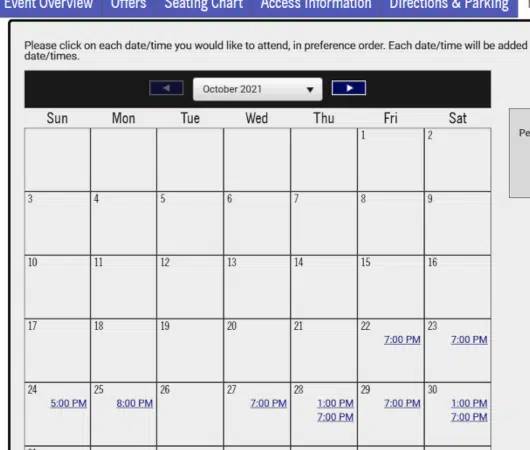 Event Overview Offers Seating Chart Access Information Directions & Parking
Please click on each date/time you would like to attend, in preference order. Each date/time will be added
date/times.
October 2021
Sun Mon Tue Wed Thu Fri Sat
1 2
Pe
3 4 5 6 7 8 9
10 11 12 13 14 15 16
17 18 19 20 21 22 23
7:00 PM 7:00 PM
24 25 26 27 28 29 30
5:00 PM 8:00 PM 7:00 PM 1:00 PM 7:00 PM 1:00 PM
7:00 PM 7:00 PM